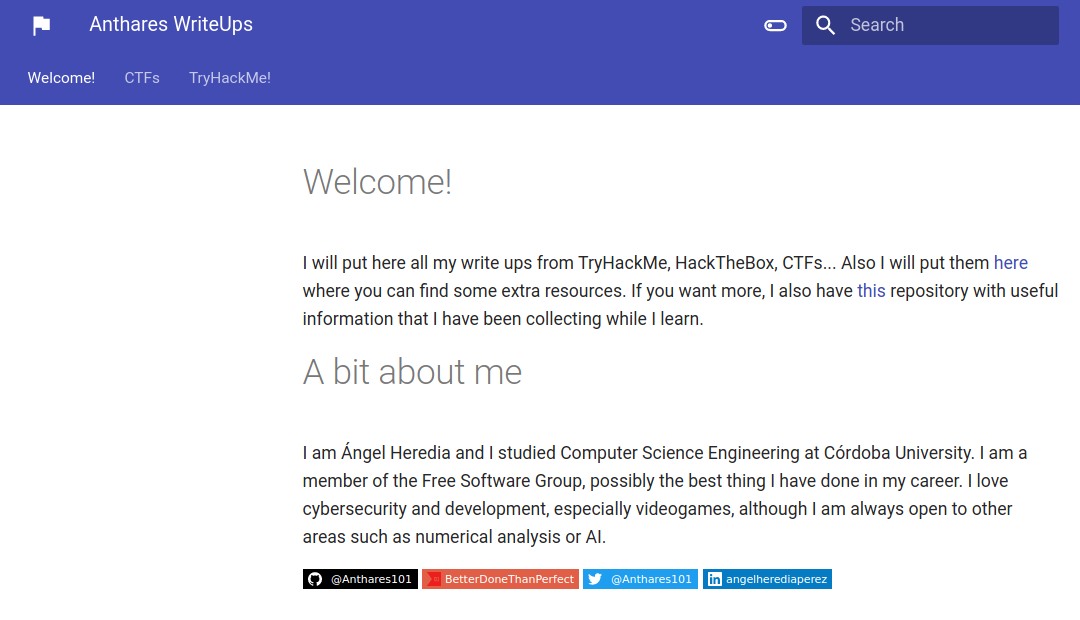 Anthares WriteUps
Search
Welcome!
CTFs
TryHackMe!
Welcome!
I will put here all my write ups from TryHackMe, HackTheBox, CTFs... Also I will put them here
where you can find some extra resources. If you want more, I also have this repository with useful
information that I have been collecting while I learn.
A bit about me
I am Ángel Heredia and I studied Computer Science Engineering at Córdoba University. I am a
member of the Free Software Group, possibly the best thing I have done in my career. I love
cybersecurity and development, especially videogames, although I am always open to other
areas such as numerical analysis or AI.
@Anthares101
BetterDoneThanPerfect
@Anthares101
in angelherediaperez